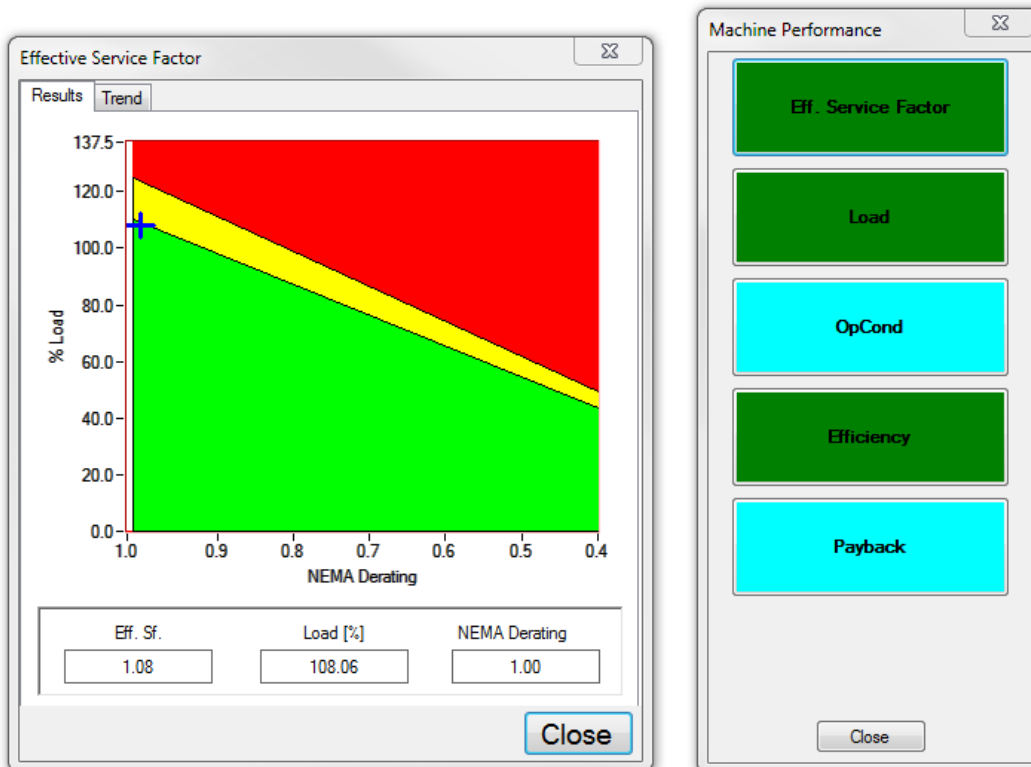 Effective Service Factor
Results Trend
137.5
120.0
100.0
80.0
60.0
40.0
20.0
0.0
% Load
1.0 0.9 0.8 0.7 0.6 0.5 0.4
NEMA Derating
Eff. Sf. Load [%] NEMA Derating
1.08 108.06 1.00
Close
Machine Performance
Eff. Service Factor
Load
OpCond
Efficiency
Payback
Close